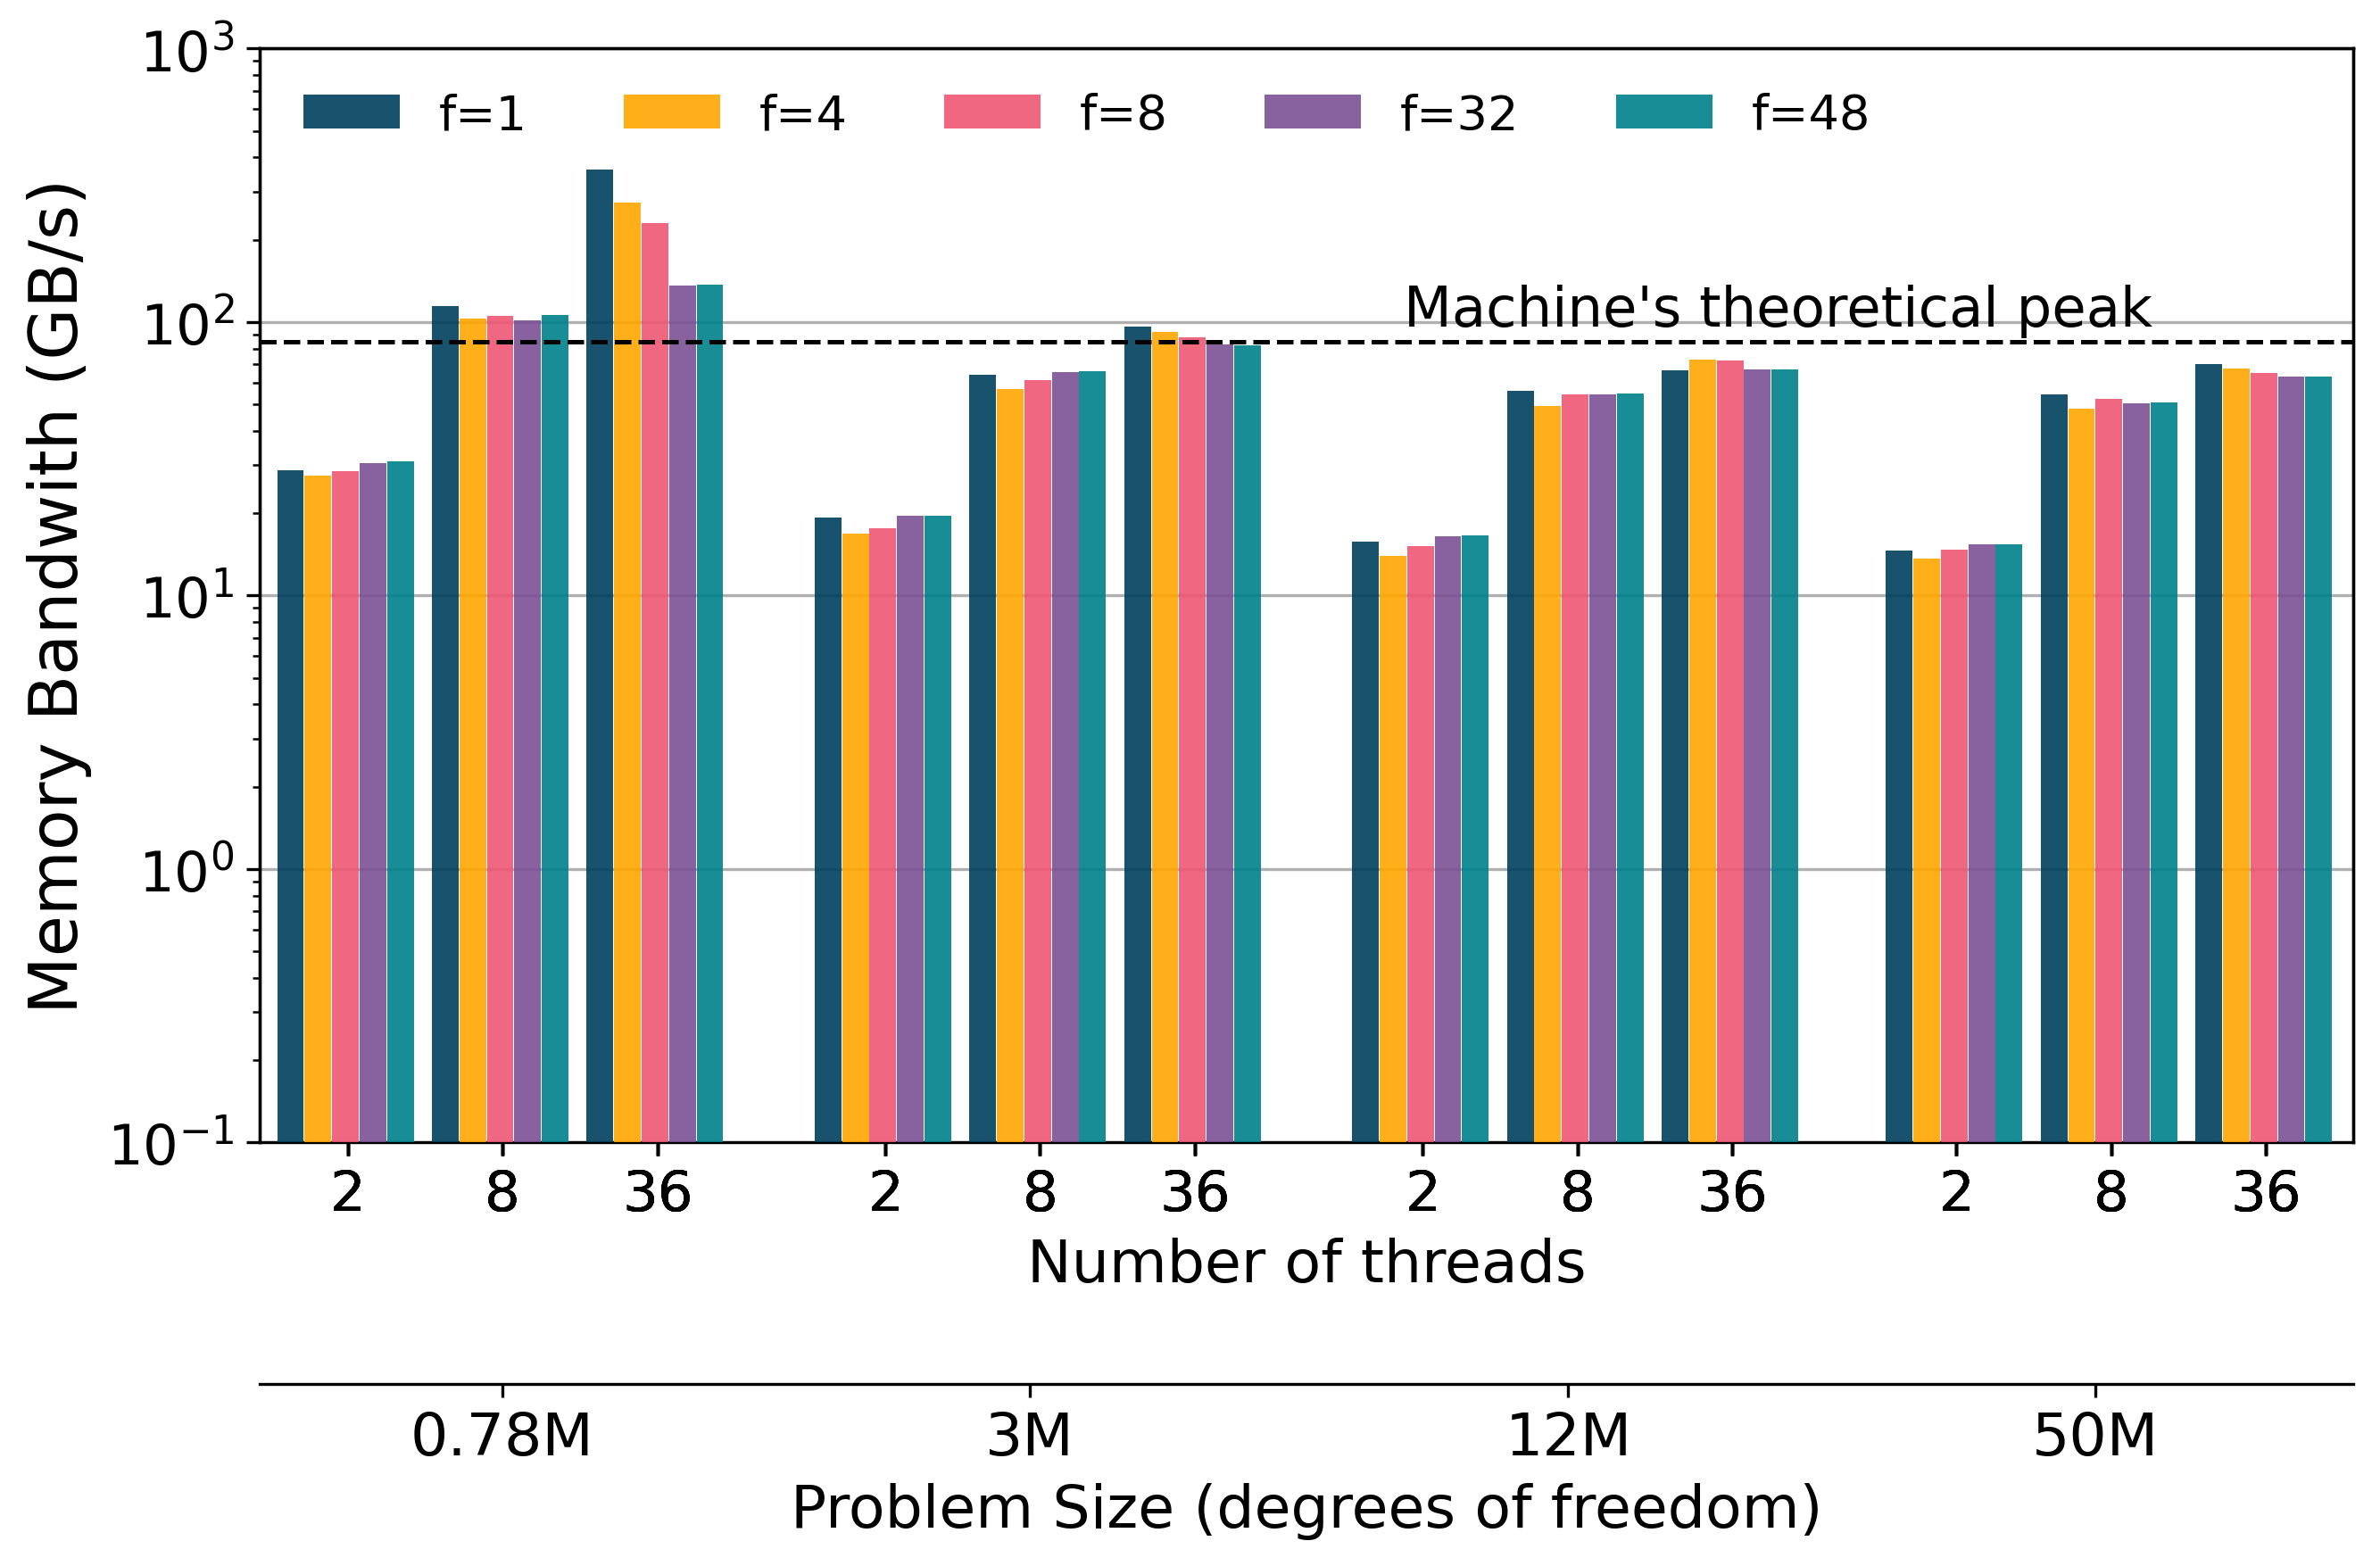 Memory Bandwith (GB/s)
10^3
10^2
10^1
10^0
10^−1
f=1 f=4 f=8 f=32 f=48
Machine's theoretical peak
2 8 36 2 8 36 2 8 36 2 8 36
Number of threads
0.78M 3M 12M 50M
Problem Size (degrees of freedom)